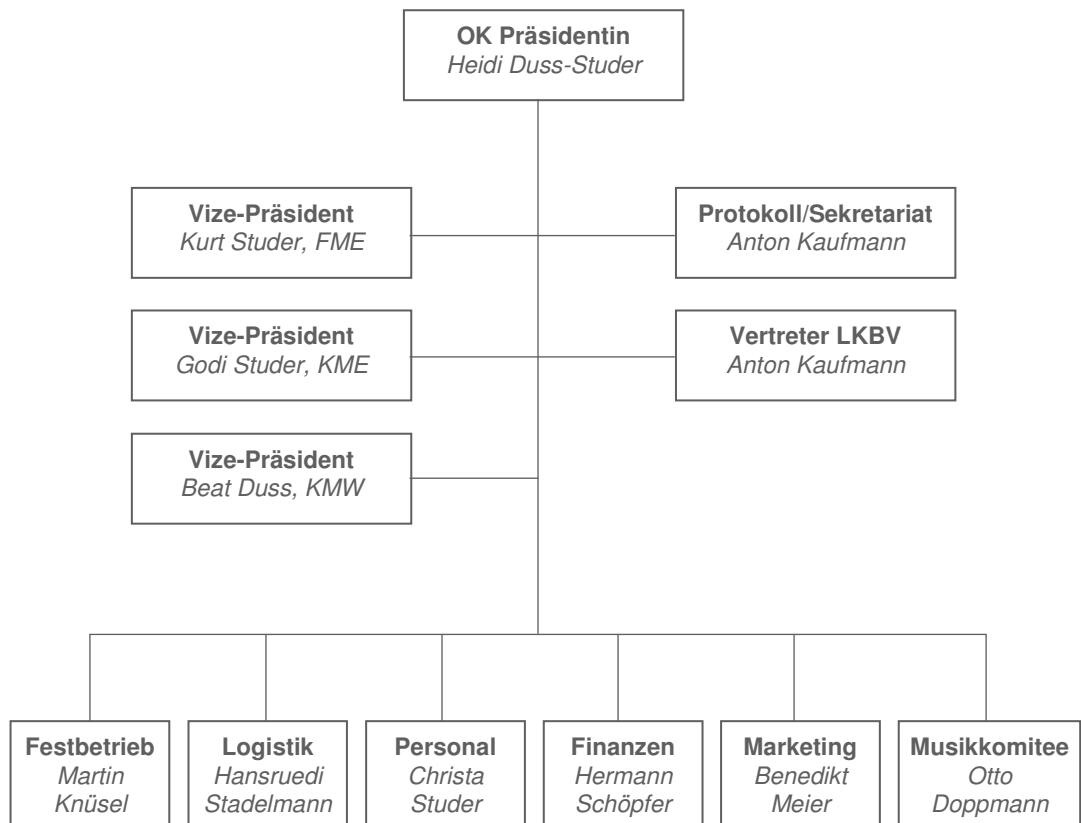 OK Präsidentin
Heidi Duss-Studer
Vize-Präsident
Kurt Studer, FME
Protokoll/Sekretariat
Anton Kaufmann
Vize-Präsident
Godi Studer, KME
Vertreter LKBV
Anton Kaufmann
Vize-Präsident
Beat Duss, KMW
Festbetrieb
Martin
Knüsel
Logistik
Hansruedi
Stadelmann
Personal
Christa
Studer
Finanzen
Hermann
Schöpfer
Marketing
Benedikt
Meier
Musikkomitee
Otto
Doppmann